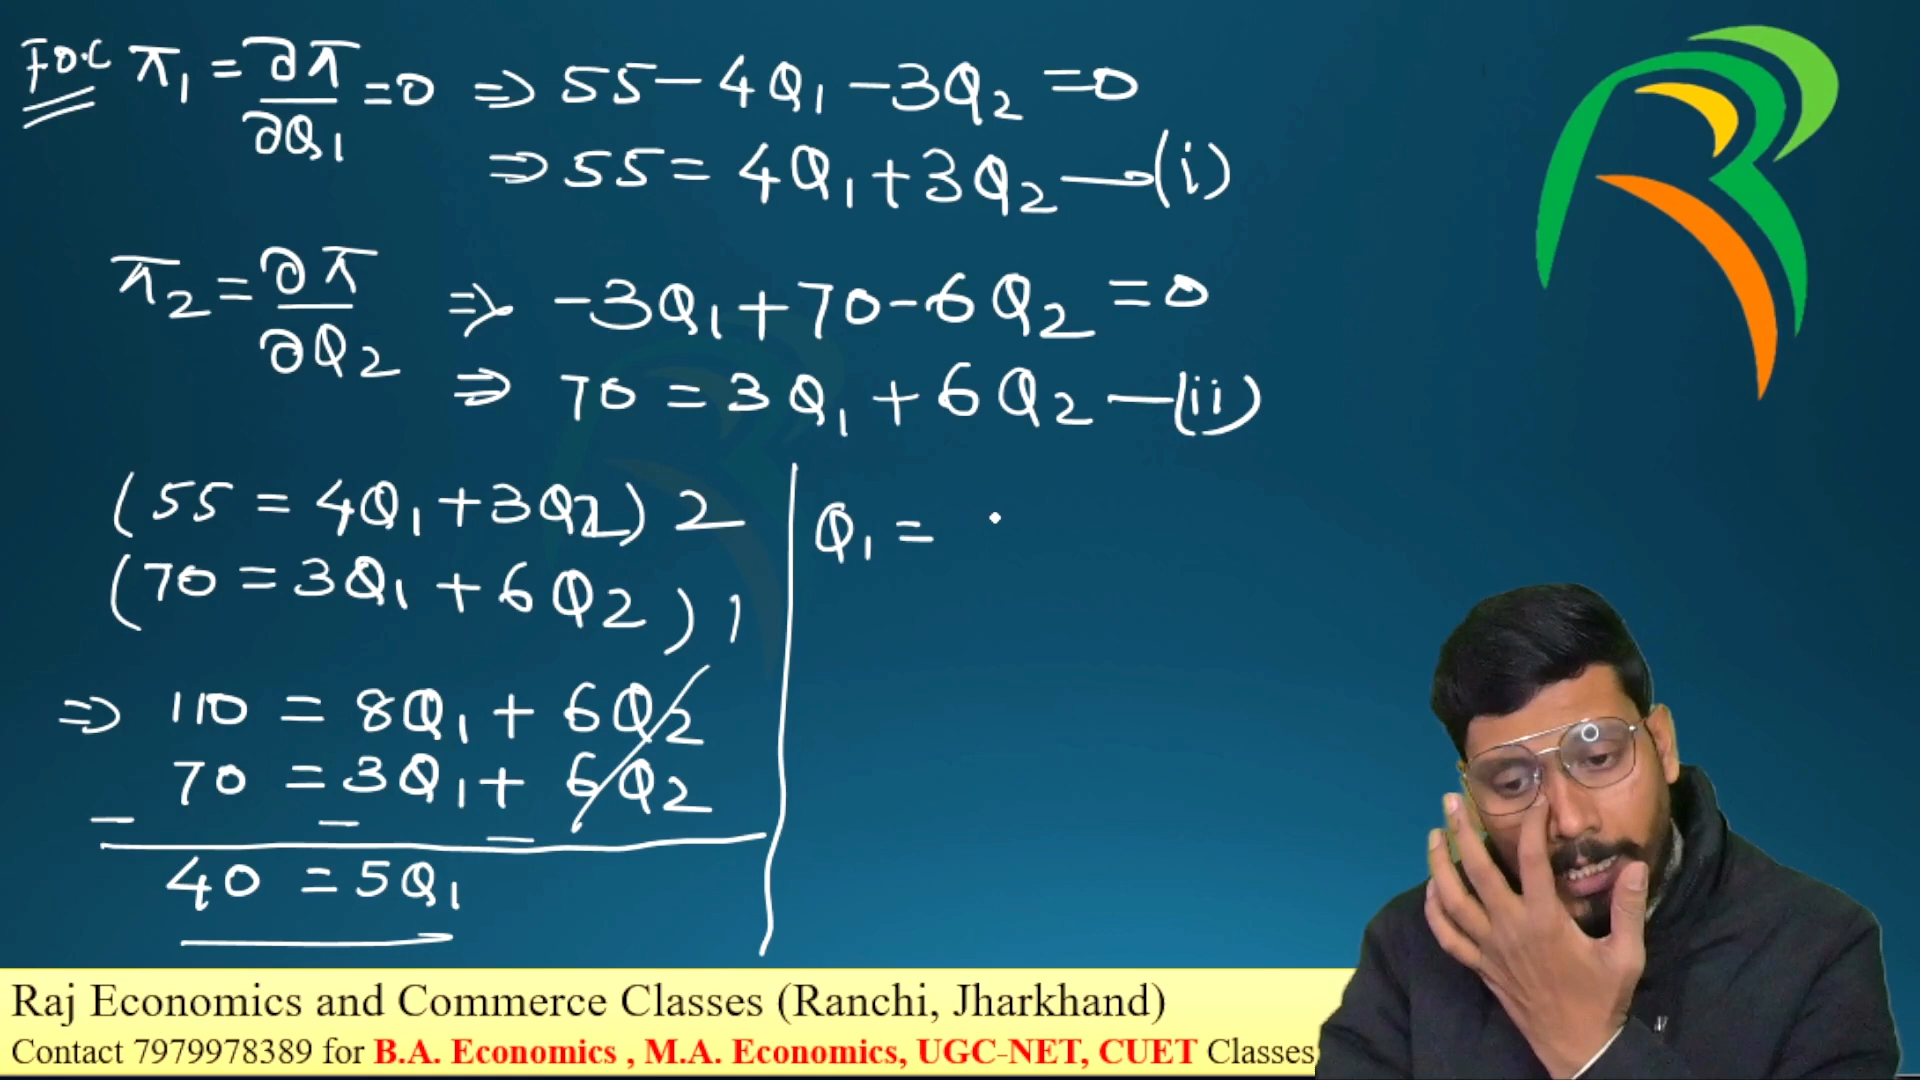 F.O.C π₁ = ∂π/∂Q₁ = 0 ⇒ 55 - 4Q₁ - 3Q₂ = 0
⇒ 55 = 4Q₁ + 3Q₂ —(i)
π₂ = ∂π/∂Q₂ ⇒ -3Q₁ + 70 - 6Q₂ = 0
⇒ 70 = 3Q₁ + 6Q₂ —(ii)
(55 = 4Q₁ + 3Q₂) 2
(70 = 3Q₁ + 6Q₂) 1
⇒ 110 = 8Q₁ + 6Q₂
70 = 3Q₁ + 6Q₂
- - -
40 = 5Q₁
Q₁ =
Raj Economics and Commerce Classes (Ranchi, Jharkhand)
Contact 7979978389 for B.A. Economics , M.A. Economics, UGC-NET, CUET Classes